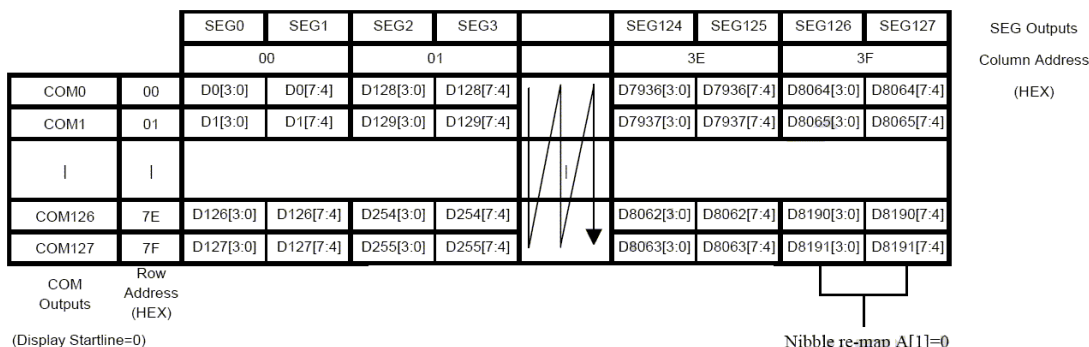 SEG0 SEG1 SEG2 SEG3 SEG124 SEG125 SEG126 SEG127 SEG Outputs
00 01 3E 3F Column Address
(HEX)
COM0 00 D0[3:0] D0[7:4] D128[3:0] D128[7:4] D7936[3:0] D7936[7:4] D8064[3:0] D8064[7:4]
COM1 01 D1[3:0] D1[7:4] D129[3:0] D129[7:4] D7937[3:0] D7937[7:4] D8065[3:0] D8065[7:4]
| | |
COM126 7E D126[3:0] D126[7:4] D254[3:0] D254[7:4] D8062[3:0] D8062[7:4] D8190[3:0] D8190[7:4]
COM127 7F D127[3:0] D127[7:4] D255[3:0] D255[7:4] D8063[3:0] D8063[7:4] D8191[3:0] D8191[7:4]
COM
Outputs
Row
Address
(HEX)
(Display Startline=0)
Nibble re-map A[1]=0